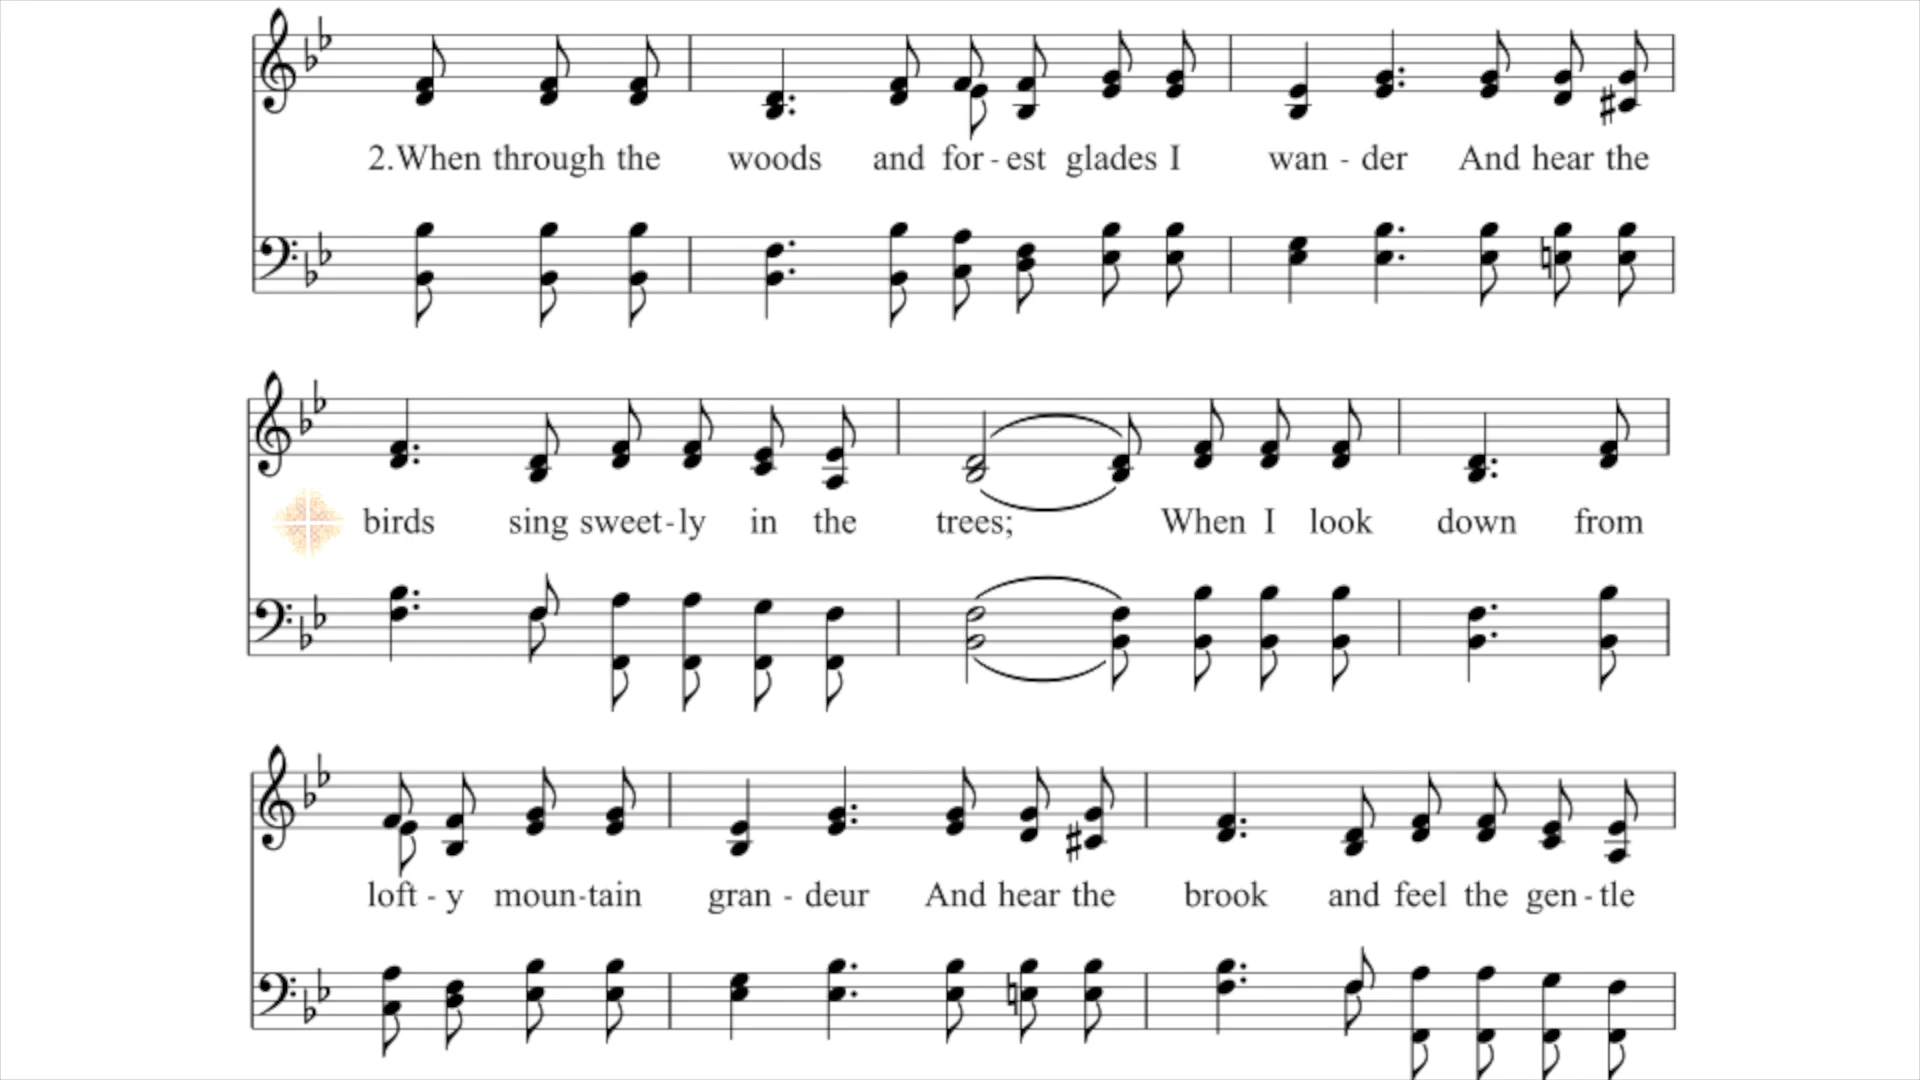 2.When through the woods and for - est glades I wan - der And hear the
birds sing sweet - ly in the trees; When I look down from
loft - y moun - tain gran - deur And hear the brook and feel the gen - tle